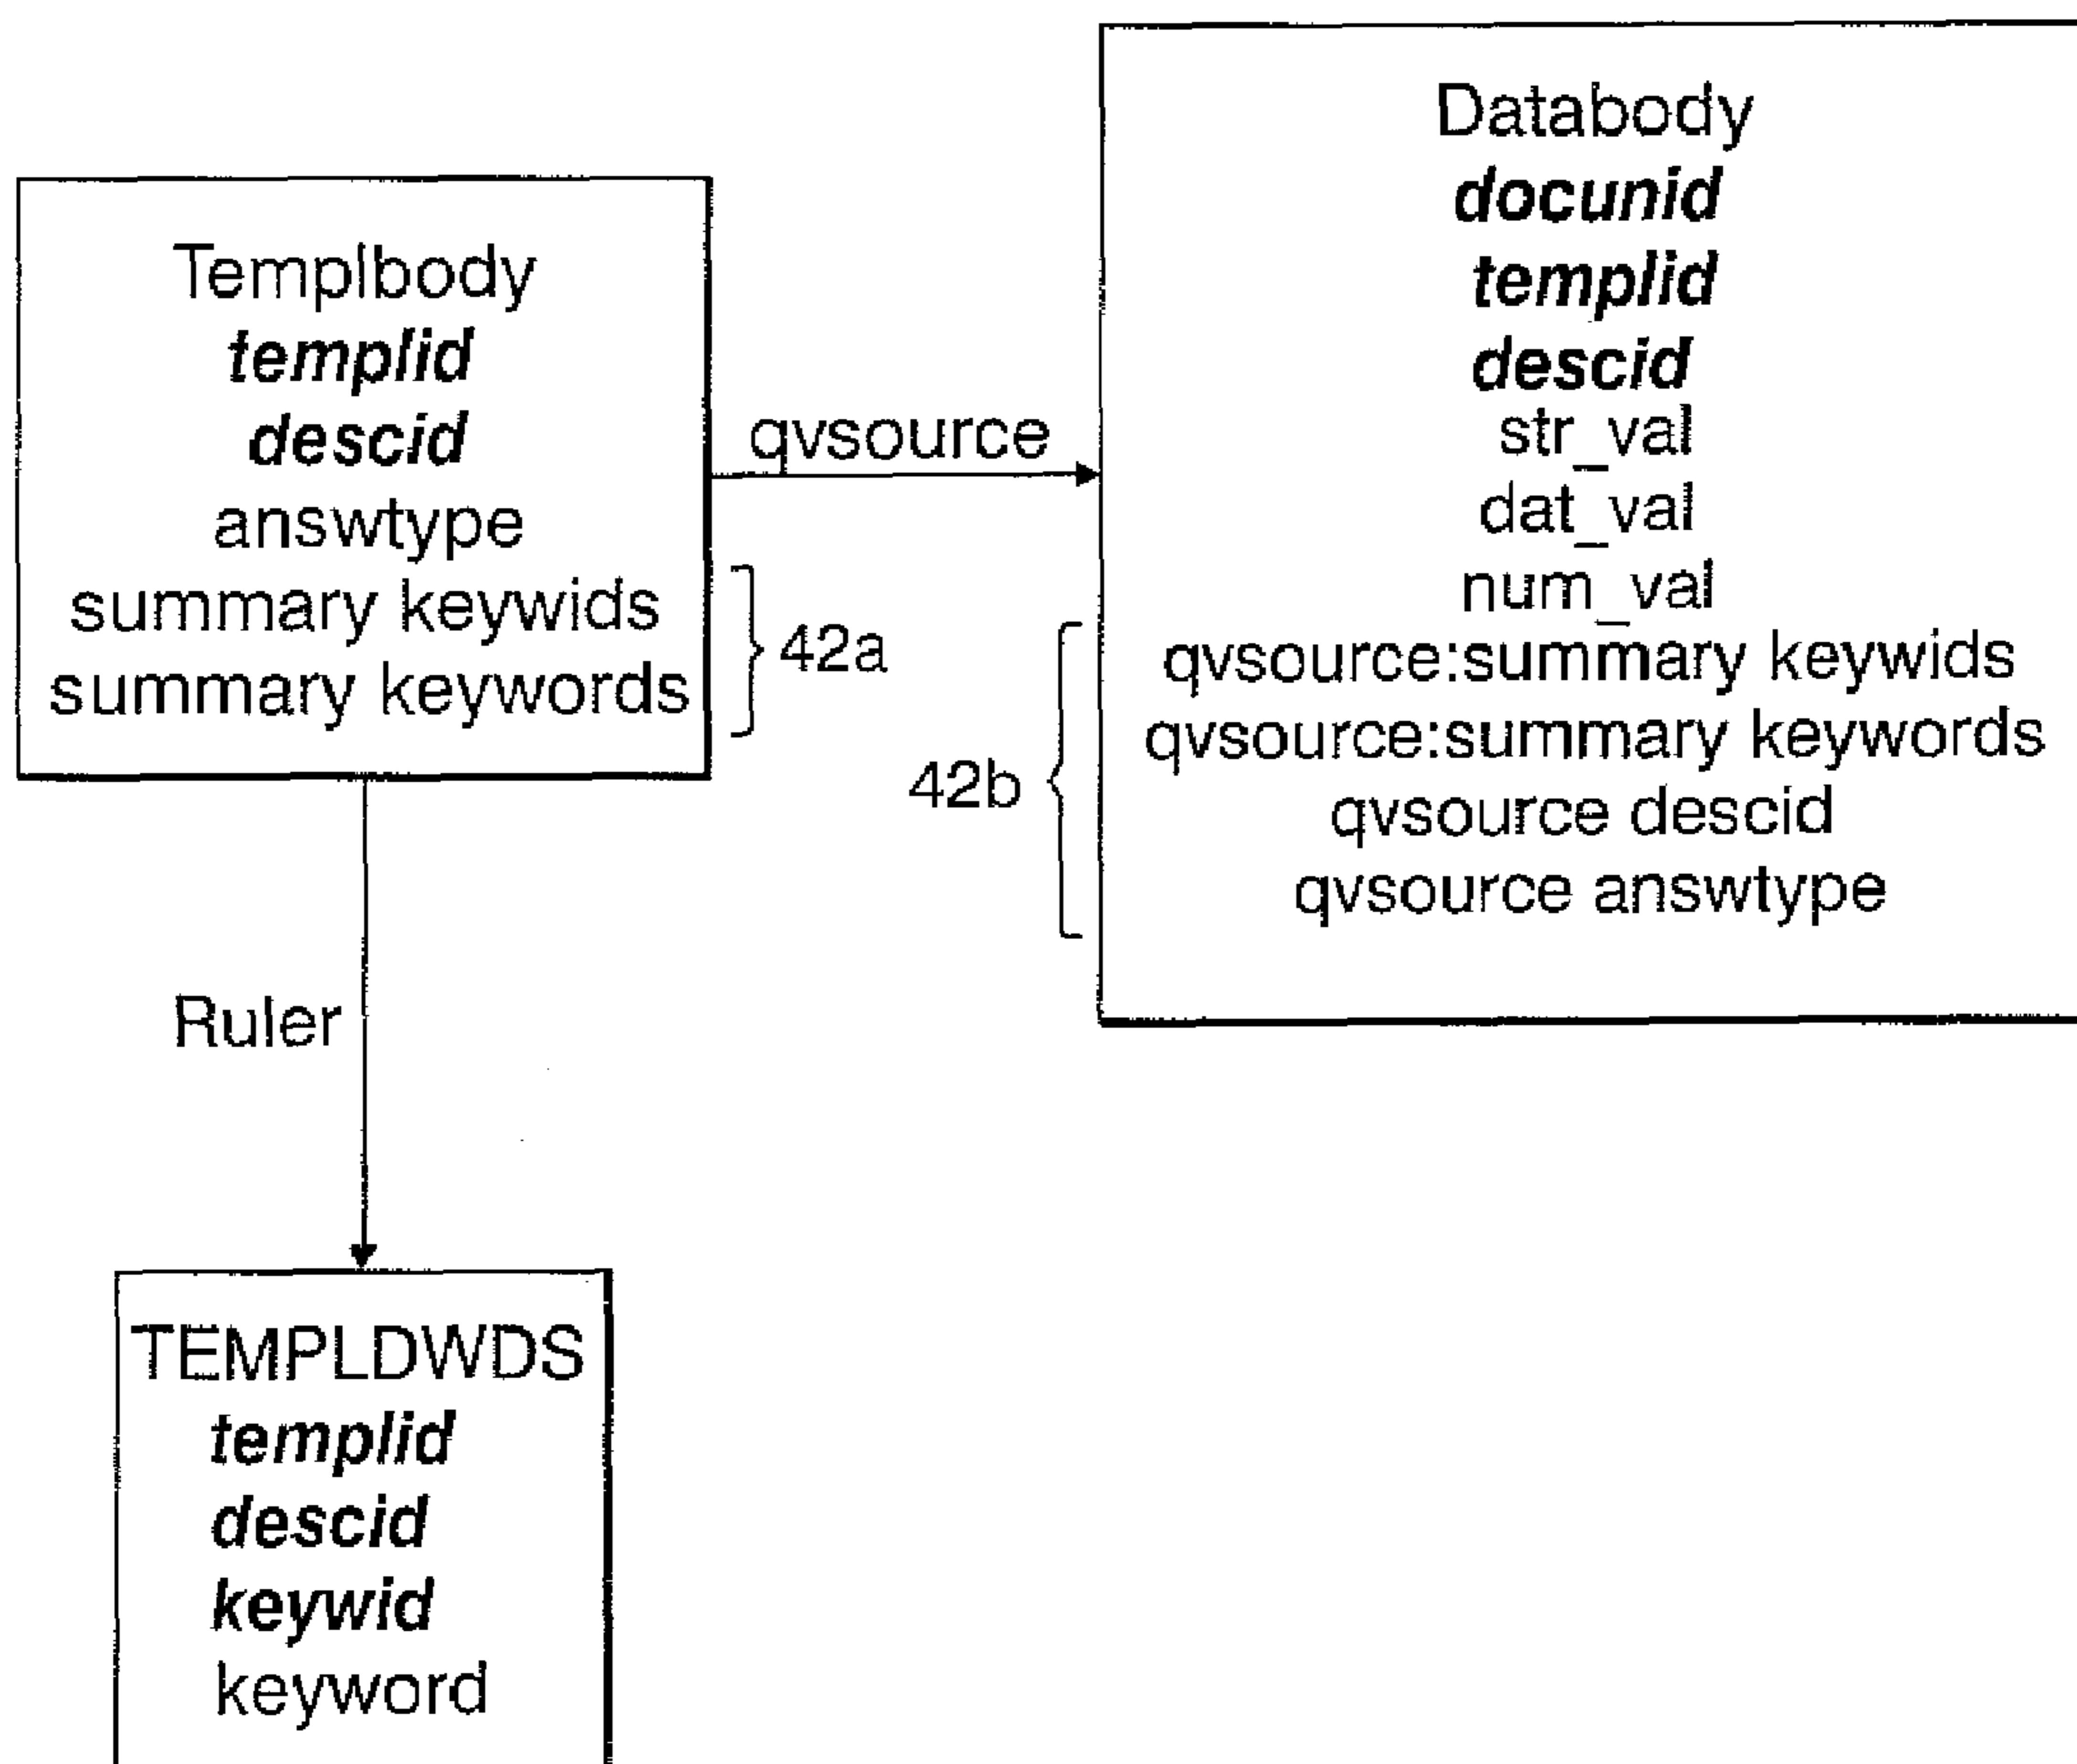 Templbody
templid
descid
answtype
summary keywids
summary keywords
42a
qvsource
Databody
docunid
templid
descid
str_val
dat_val
num_val
qvsource:summary keywids
qvsource:summary keywords
qvsource descid
qvsource answtype
42b
Ruler
TEMPLDWDS
templid
descid
keywid
keyword